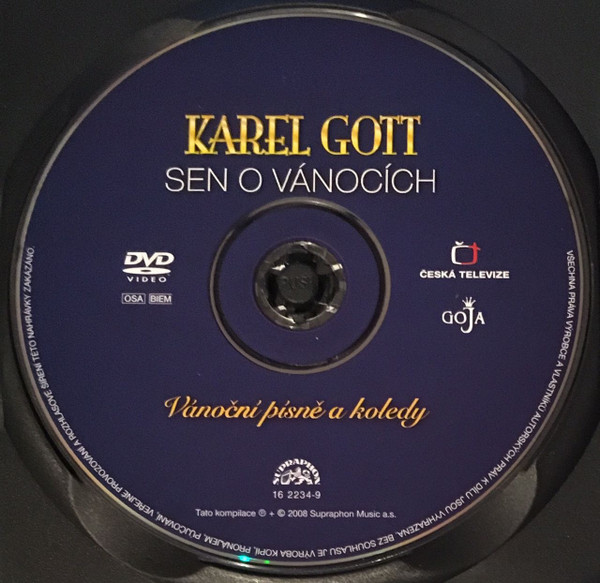 KAREL GOTT
SEN O VÁNOCÍCH
DVD
VIDEO
OSA BIEM
ČT
ČESKÁ TELEVIZE
GOJA
PUSH
Vánoční písně a koledy
SUPRAPHON
16 2234-9
Tato kompilace ℗ + © 2008 Supraphon Music a.s.
VŠECHNA PRÁVA VÝROBCE A VLASTNÍKŮ AUTORSKÝCH PRÁV K DÍLU JSOU VYHRAZENA. BEZ SOUHLASU JE VÝROBA KOPIÍ, PRONÁJEM, PŮJČOVÁNÍ, VEŘEJNÉ PROVOZOVÁNÍ A ROZHLASOVÉ ŠÍŘENÍ TÉTO NAHRÁVKY ZAKÁZÁNO.